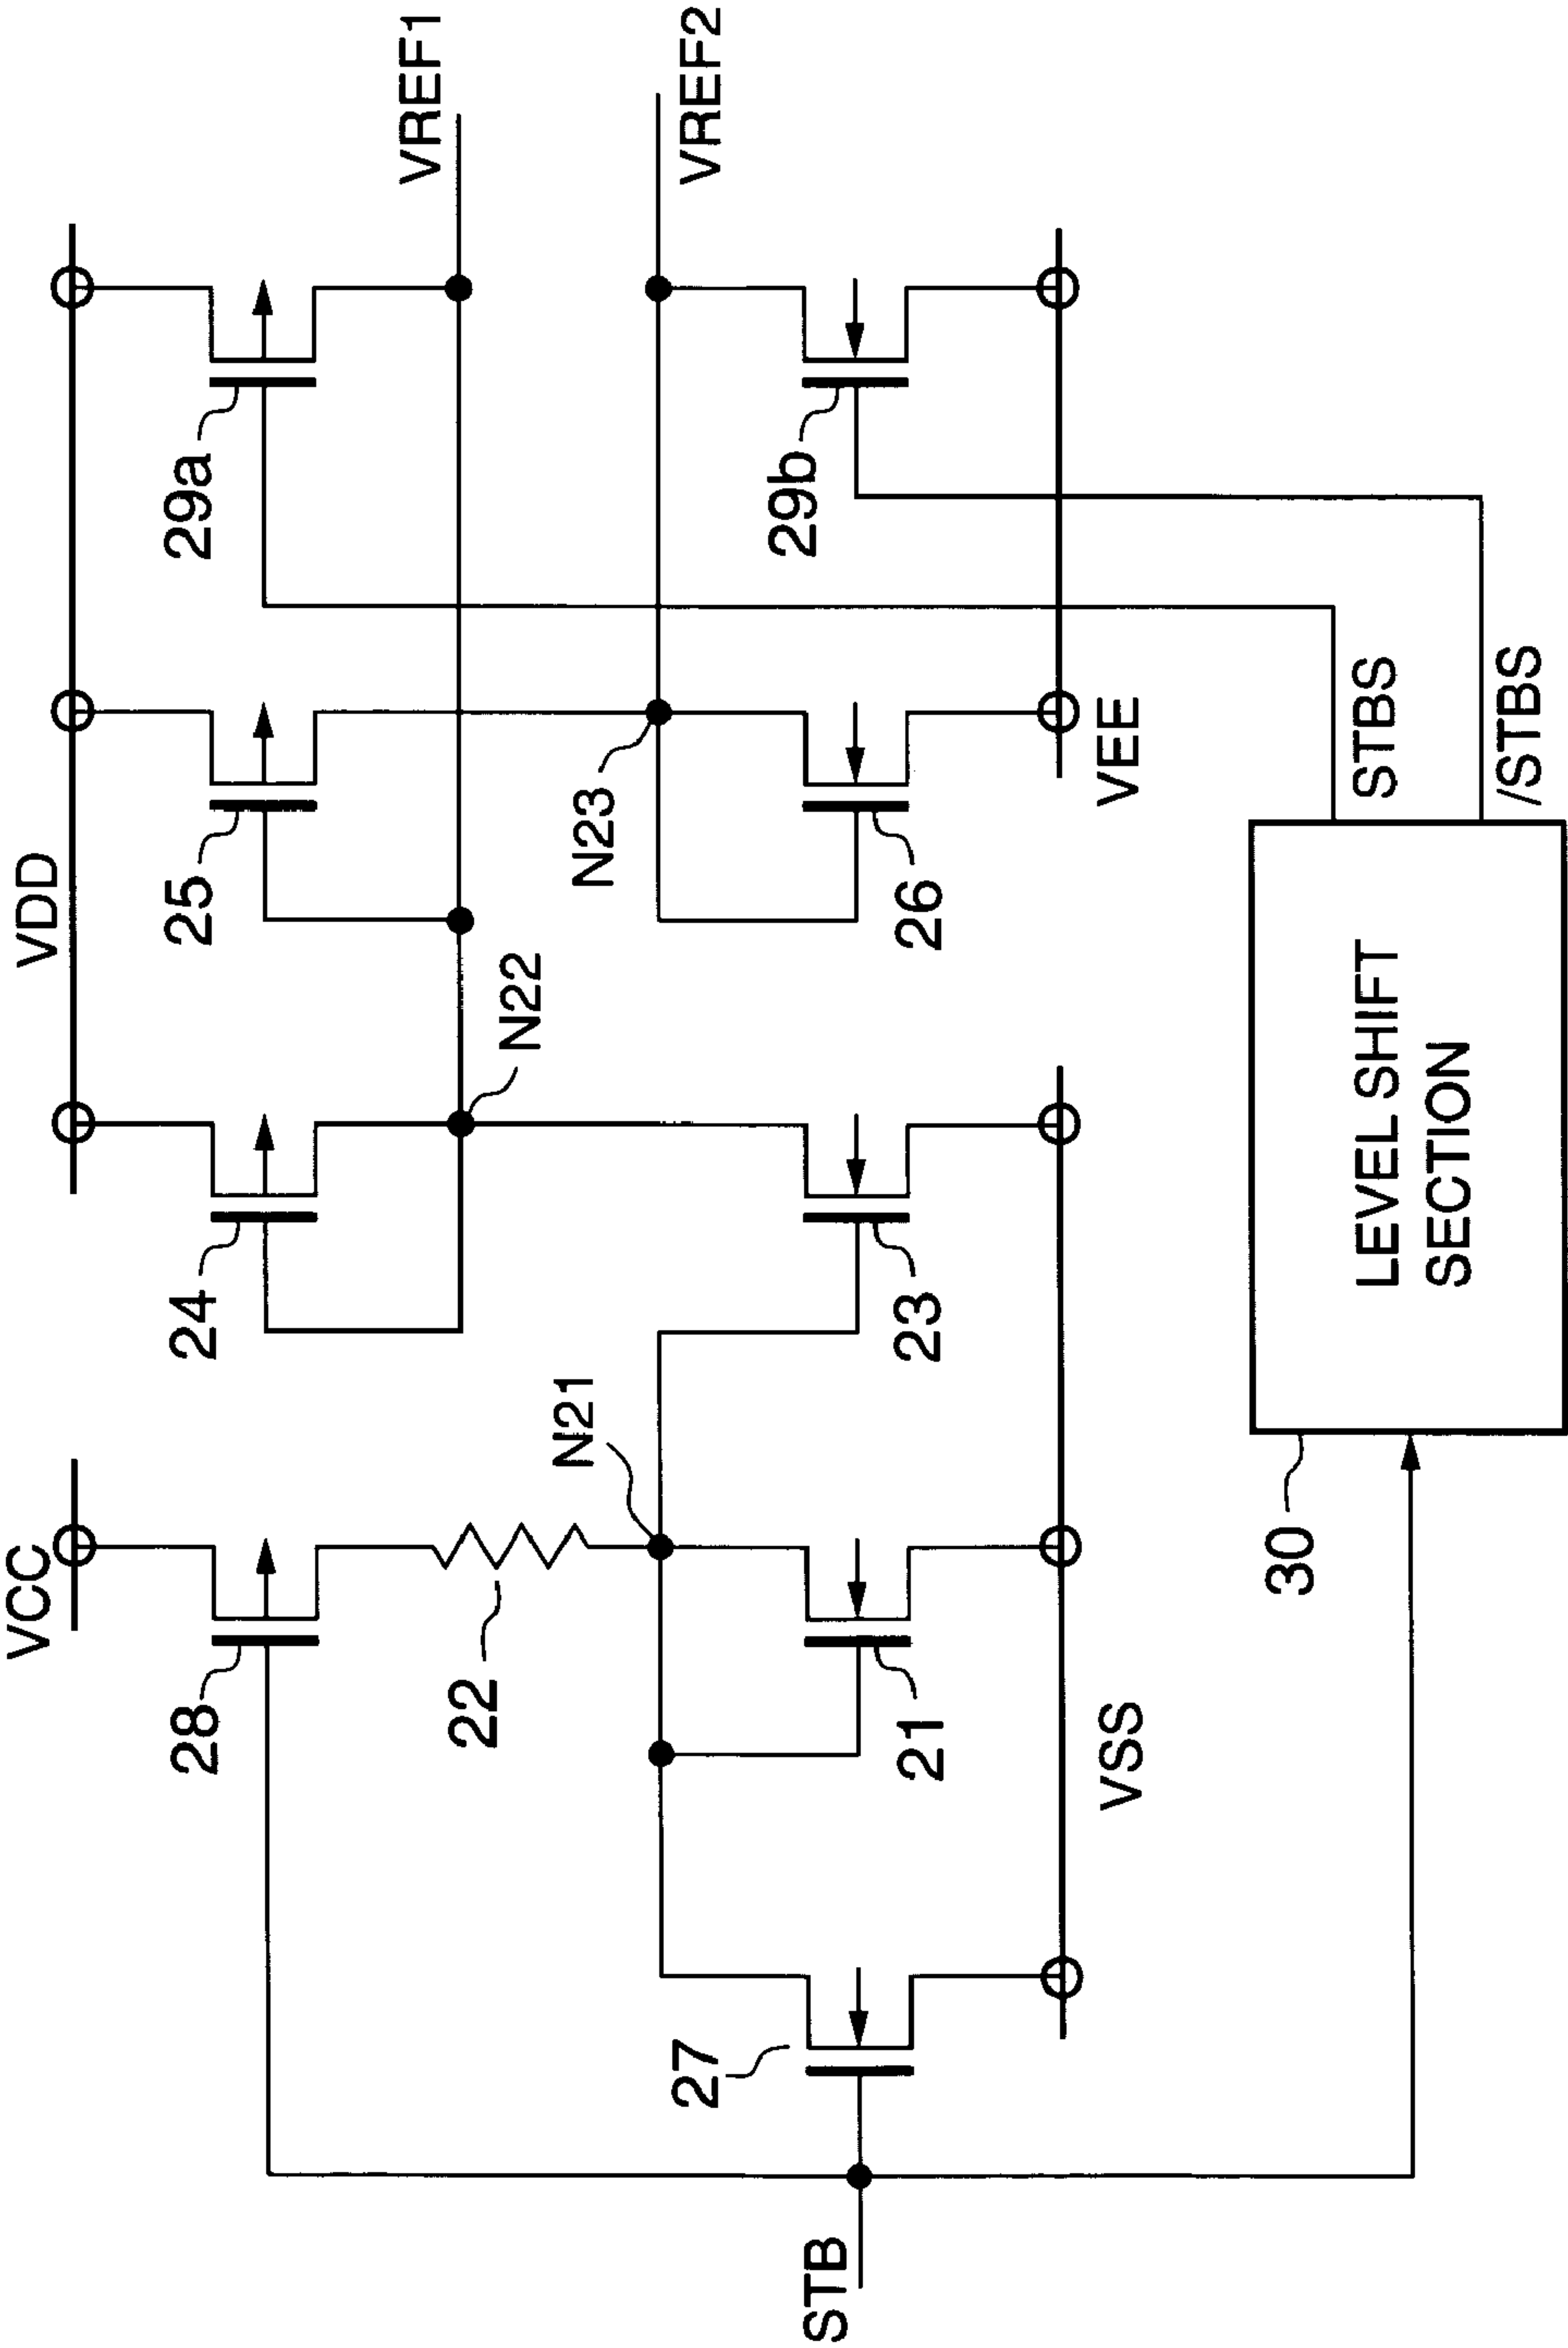 VCC
VDD
28
24
25
29a
VREF1
22
N21
N22
N23
VREF2
27
21
23
26
29b
STB
VSS
VEE
30
LEVEL SHIFT
SECTION
STBS
/STBS